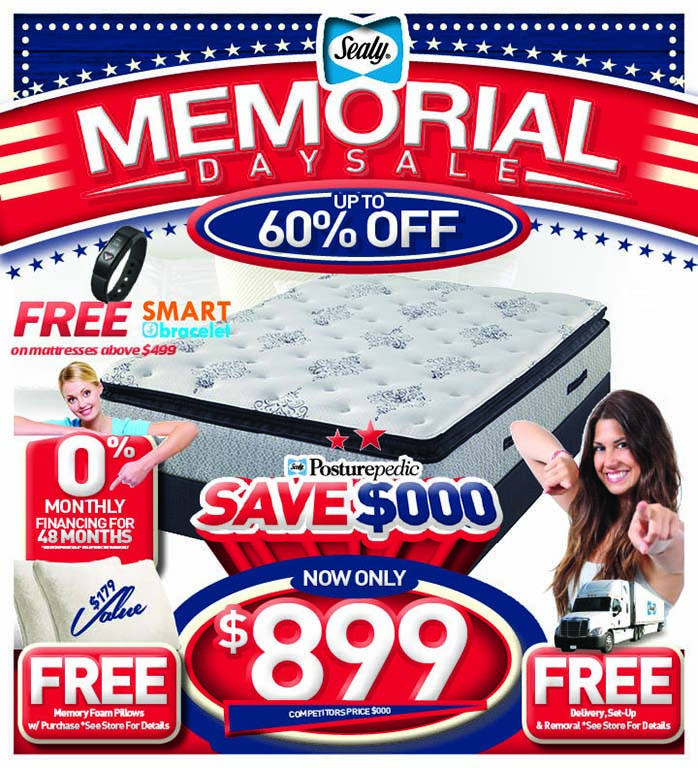 Sealy®
MEMORIAL
DAY SALE
UP TO
60% OFF
FREE SMART
bracelet
on mattresses above $499
0%
MONTHLY
FINANCING FOR
48 MONTHS
Sealy Posturepedic
SAVE $000
$179
Value
NOW ONLY
$899
COMPETITORS PRICE $000
FREE
Memory Foam Pillows
w/ Purchase *See Store For Details
FREE
Delivery, Set-Up
& Removal *See Store For Details